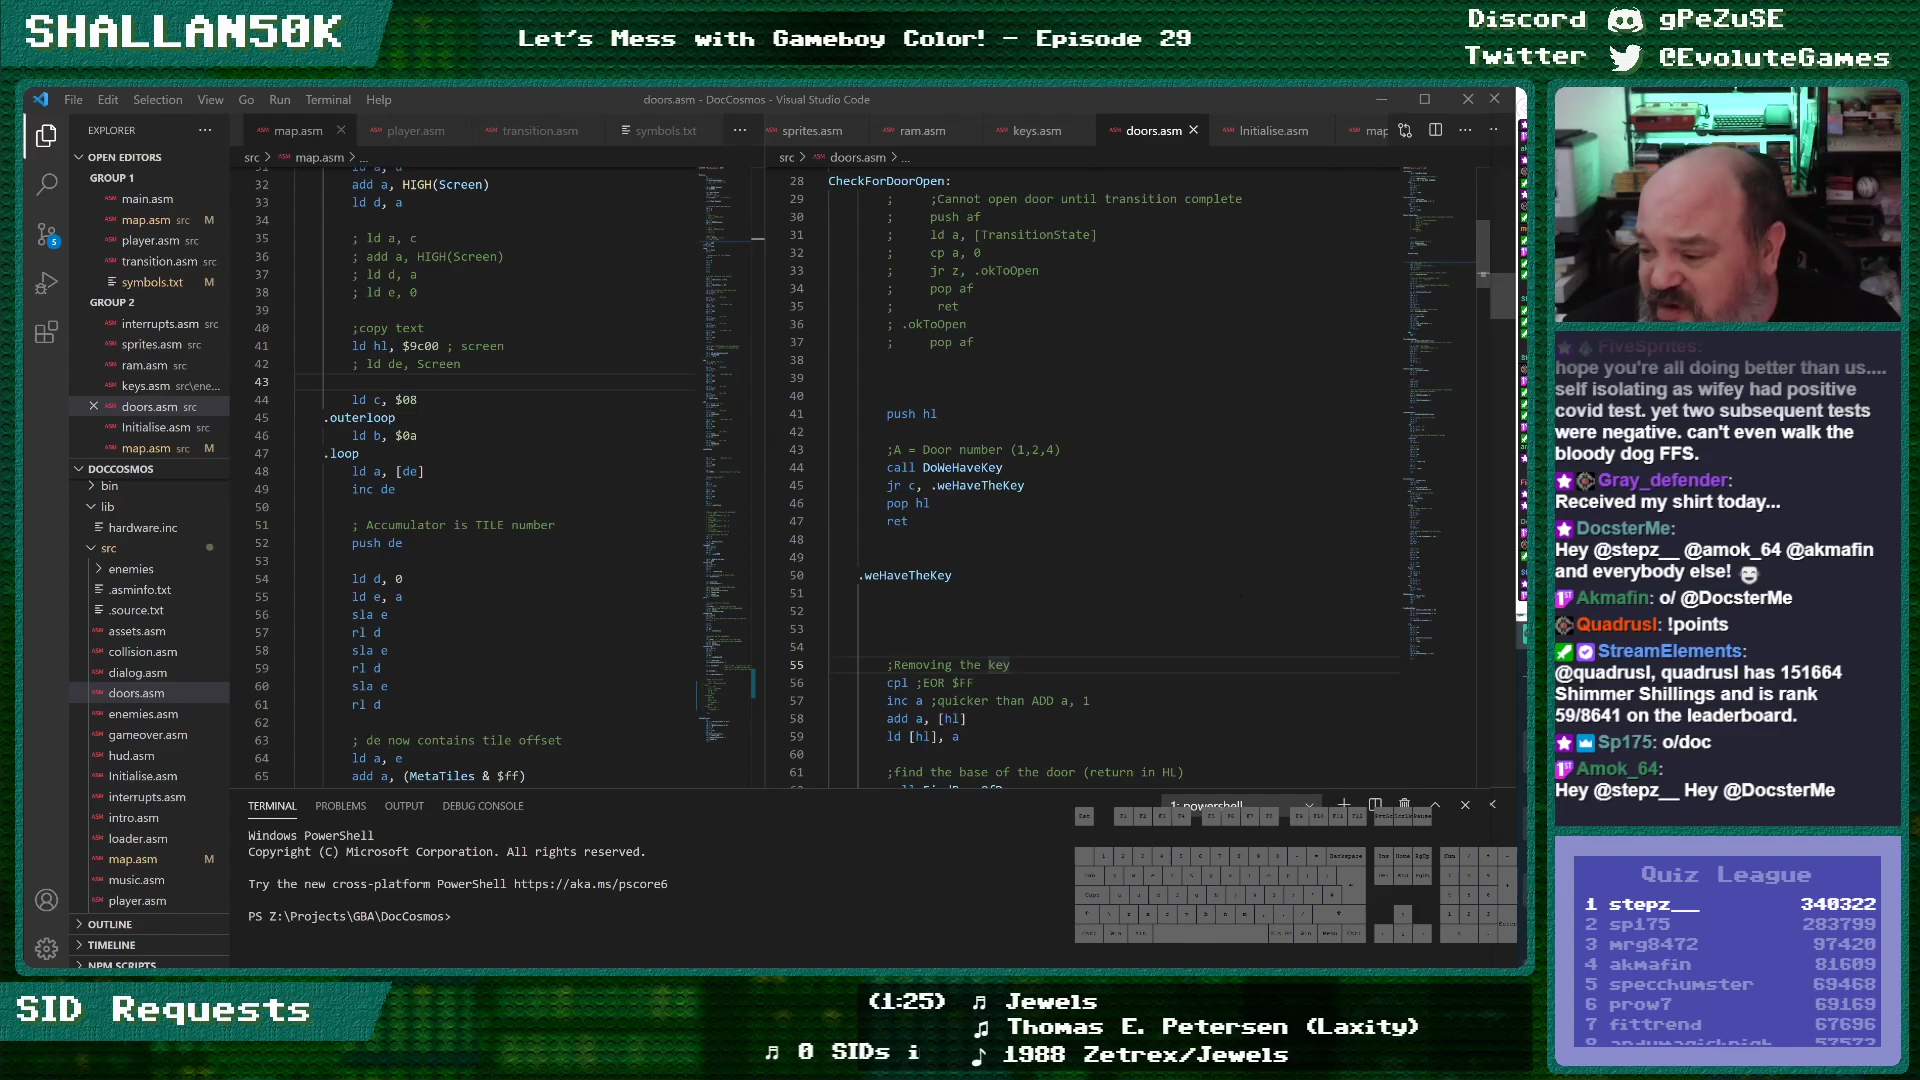 SHALLAN50K
Let's Mess with Gameboy Color! - Episode 29
Discord gPeZuSE
Twitter @EvoluteGames
File Edit Selection View Go Run Terminal Help
doors.asm - DocCosmos - Visual Studio Code
EXPLORER
OPEN EDITORS
GROUP 1
main.asm
map.asm src M
player.asm src
transition.asm src
symbols.txt M
GROUP 2
interrupts.asm src
sprites.asm src
ram.asm src
keys.asm src\ene...
doors.asm src
Initialise.asm src
map.asm src M
DOCCOSMOS
bin
lib
hardware.inc
src
enemies
.asminfo.txt
.source.txt
assets.asm
collision.asm
dialog.asm
doors.asm
enemies.asm
gameover.asm
hud.asm
Initialise.asm
interrupts.asm
intro.asm
loader.asm
map.asm M
music.asm
player.asm
OUTLINE
TIMELINE
NPM SCRIPTS
map.asm player.asm transition.asm symbols.txt
src > map.asm > ...
32 add a, HIGH(Screen)
33 ld d, a
34
35 ; ld a, c
36 ; add a, HIGH(Screen)
37 ; ld d, a
38 ; ld e, 0
39
40 ;copy text
41 ld hl, $9c00 ; screen
42 ; ld de, Screen
43
44 ld c, $08
45 .outerloop
46 ld b, $0a
47 .loop
48 ld a, [de]
49 inc de
50
51 ; Accumulator is TILE number
52 push de
53
54 ld d, 0
55 ld e, a
56 sla e
57 rl d
58 sla e
59 rl d
60 sla e
61 rl d
62
63 ; de now contains tile offset
64 ld a, e
65 add a, (MetaTiles & $ff)
sprites.asm ram.asm keys.asm doors.asm Initialise.asm map
src > doors.asm > ...
28 CheckForDoorOpen:
29 ; ;Cannot open door until transition complete
30 ; push af
31 ; ld a, [TransitionState]
32 ; cp a, 0
33 ; jr z, .okToOpen
34 ; pop af
35 ; ret
36 ; .okToOpen
37 ; pop af
38
39
40
41 push hl
42
43 ;A = Door number (1,2,4)
44 call DoWeHaveKey
45 jr c, .weHaveTheKey
46 pop hl
47 ret
48
49
50 .weHaveTheKey
51
52
53
54
55 ;Removing the key
56 cpl ;EOR $FF
57 inc a ;quicker than ADD a, 1
58 add a, [hl]
59 ld [hl], a
60
61 ;find the base of the door (return in HL)
TERMINAL PROBLEMS OUTPUT DEBUG CONSOLE
1: powershell
Windows PowerShell
Copyright (C) Microsoft Corporation. All rights reserved.
Try the new cross-platform PowerShell https://aka.ms/pscore6
PS Z:\Projects\GBA\DocCosmos>
FiveSprites:
hope you're all doing better than us....
self isolating as wifey had positive
covid test. yet two subsequent tests
were negative. can't even walk the
bloody dog FFS.
Gray_defender:
Received my shirt today...
DocsterMe:
Hey @stepz__ @amok_64 @akmafin
and everybody else!
Akmafin: o/ @DocsterMe
Quadrusl: !points
StreamElements:
@quadrusl, quadrusl has 151664
Shimmer Shillings and is rank
59/8641 on the leaderboard.
Sp175: o/doc
Amok_64:
Hey @stepz__ Hey @DocsterMe
Quiz League
1 stepz__ 340322
2 sp175 283799
3 mrg8472 97420
4 akmafin 81609
5 specchumster 69468
6 prow7 69169
7 fittrend 67696
SID Requests
(1:25) Jewels
Thomas E. Petersen (Laxity)
0 SIDs i
1988 Zetrex/Jewels